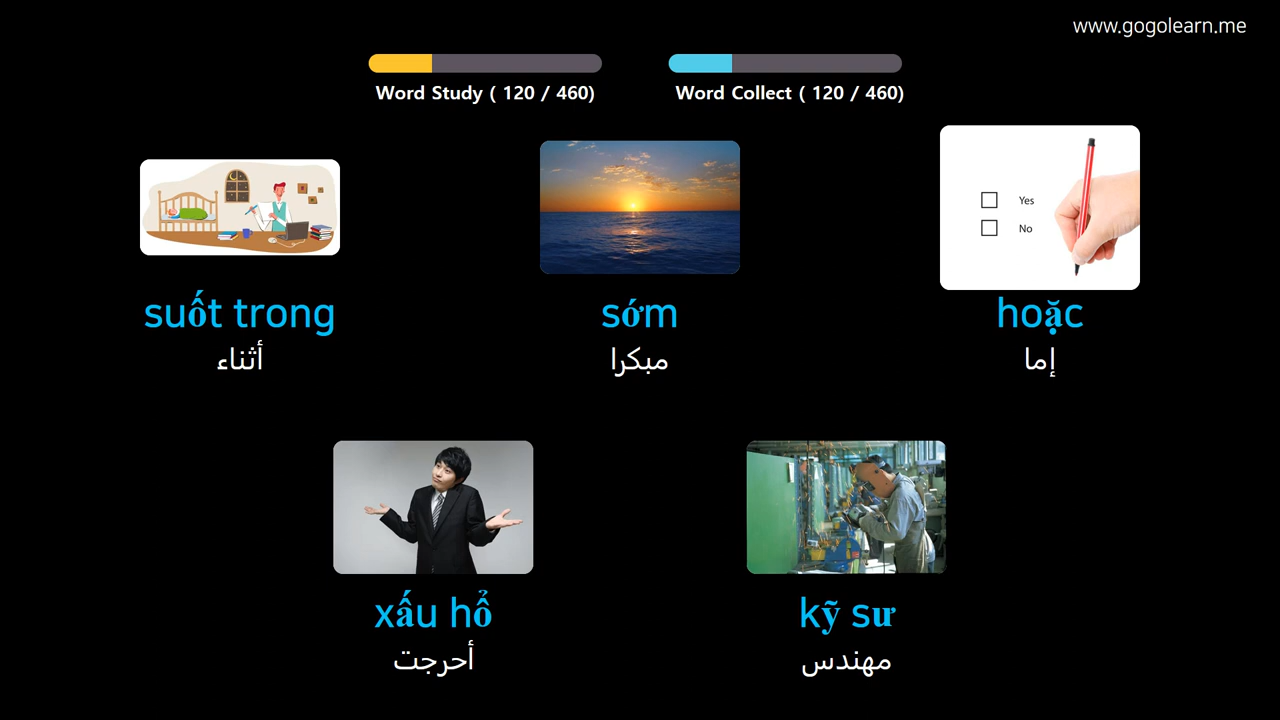 www.gogolearn.me
Word Study ( 120 / 460)
Word Collect ( 120 / 460)
Yes
No
suốt trong
أثناء
sớm
مبكرا
hoặc
إما
xấu hổ
أحرجت
kỹ sư
مهندس